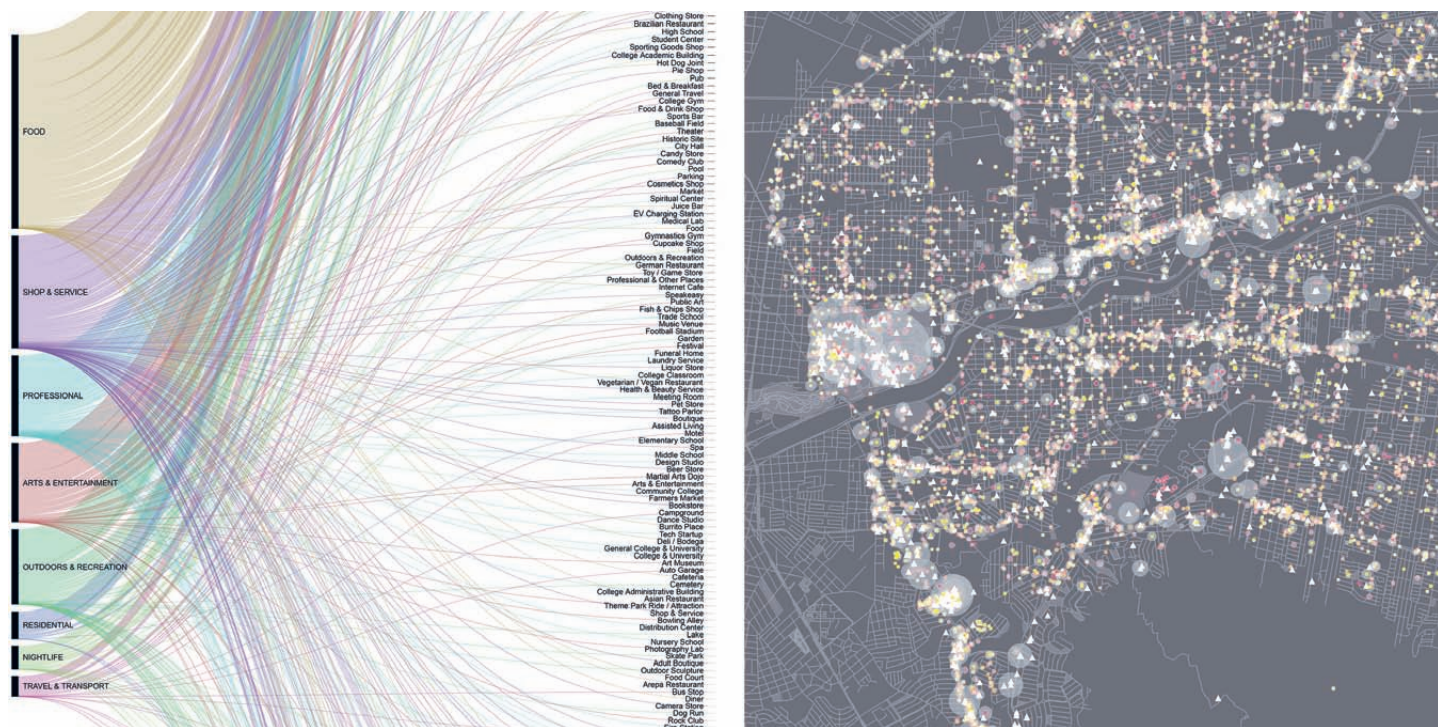 FOOD
SHOP & SERVICE
PROFESSIONAL
ARTS & ENTERTAINMENT
OUTDOORS & RECREATION
RESIDENTIAL
NIGHTLIFE
TRAVEL & TRANSPORT
Clothing Store
Brazilian Restaurant
High School
Student Center
Sporting Goods Shop
College Academic Building
Hot Dog Joint
Pie Shop
Pub
Bed & Breakfast
General Travel
College Gym
Food & Drink Shop
Sports Bar
Baseball Field
Theater
Historic Site
City Hall
Candy Store
Comedy Club
Pool
Parking
Cosmetics Shop
Market
Spiritual Center
Juice Bar
EV Charging Station
Medical Lab
Food
Gymnastics Gym
Cupcake Shop
Field
Outdoors & Recreation
German Restaurant
Toy / Game Store
Professional & Other Places
Internet Cafe
Speakeasy
Public Art
Fish & Chips Shop
Trade School
Music Venue
Football Stadium
Garden
Festival
Funeral Home
Laundry Service
Liquor Store
College Classroom
Vegetarian / Vegan Restaurant
Health & Beauty Service
Meeting Room
Pet Store
Tattoo Parlor
Boutique
Assisted Living
Motel
Elementary School
Spa
Middle School
Design Studio
Beer Store
Martial Arts Dojo
Arts & Entertainment
Community College
Farmers Market
Bookstore
Campground
Dance Studio
Burrito Place
Tech Startup
Deli / Bodega
General College & University
College & University
Art Museum
Auto Garage
Cafeteria
Cemetery
College Administrative Building
Asian Restaurant
Theme Park Ride / Attraction
Shop & Service
Bowling Alley
Distribution Center
Lake
Nursery School
Photography Lab
Skate Park
Adult Boutique
Outdoor Sculpture
Food Court
Arepa Restaurant
Bus Stop
Diner
Camera Store
Dog Run
Rock Club